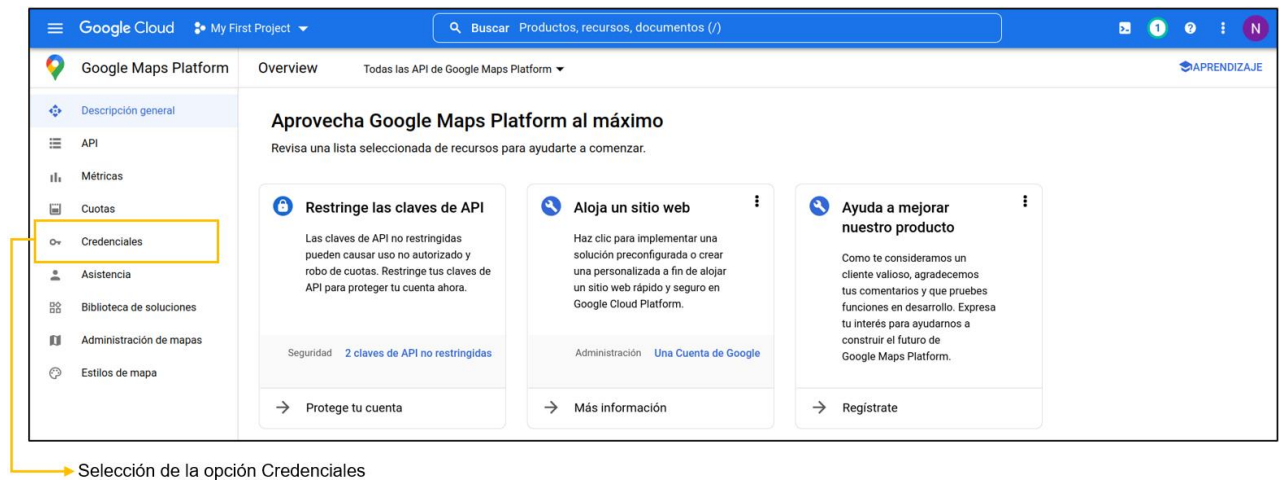 Google Cloud
My First Project
Buscar Productos, recursos, documentos (/)
1
N
Google Maps Platform
Overview
Todas las API de Google Maps Platform
APRENDIZAJE
Descripción general
API
Métricas
Cuotas
Credenciales
Asistencia
Biblioteca de soluciones
Administración de mapas
Estilos de mapa
Aprovecha Google Maps Platform al máximo
Revisa una lista seleccionada de recursos para ayudarte a comenzar.
Restringe las claves de API
Las claves de API no restringidas
pueden causar uso no autorizado y
robo de cuotas. Restringe tus claves de
API para proteger tu cuenta ahora.
Seguridad 2 claves de API no restringidas
Protege tu cuenta
Aloja un sitio web
Haz clic para implementar una
solución preconfigurada o crear
una personalizada a fin de alojar
un sitio web rápido y seguro en
Google Cloud Platform.
Administración Una Cuenta de Google
Más información
Ayuda a mejorar
nuestro producto
Como te consideramos un
cliente valioso, agradecemos
tus comentarios y que pruebes
funciones en desarrollo. Expresa
tu interés para ayudarnos a
construir el futuro de
Google Maps Platform.
Regístrate
Selección de la opción Credenciales